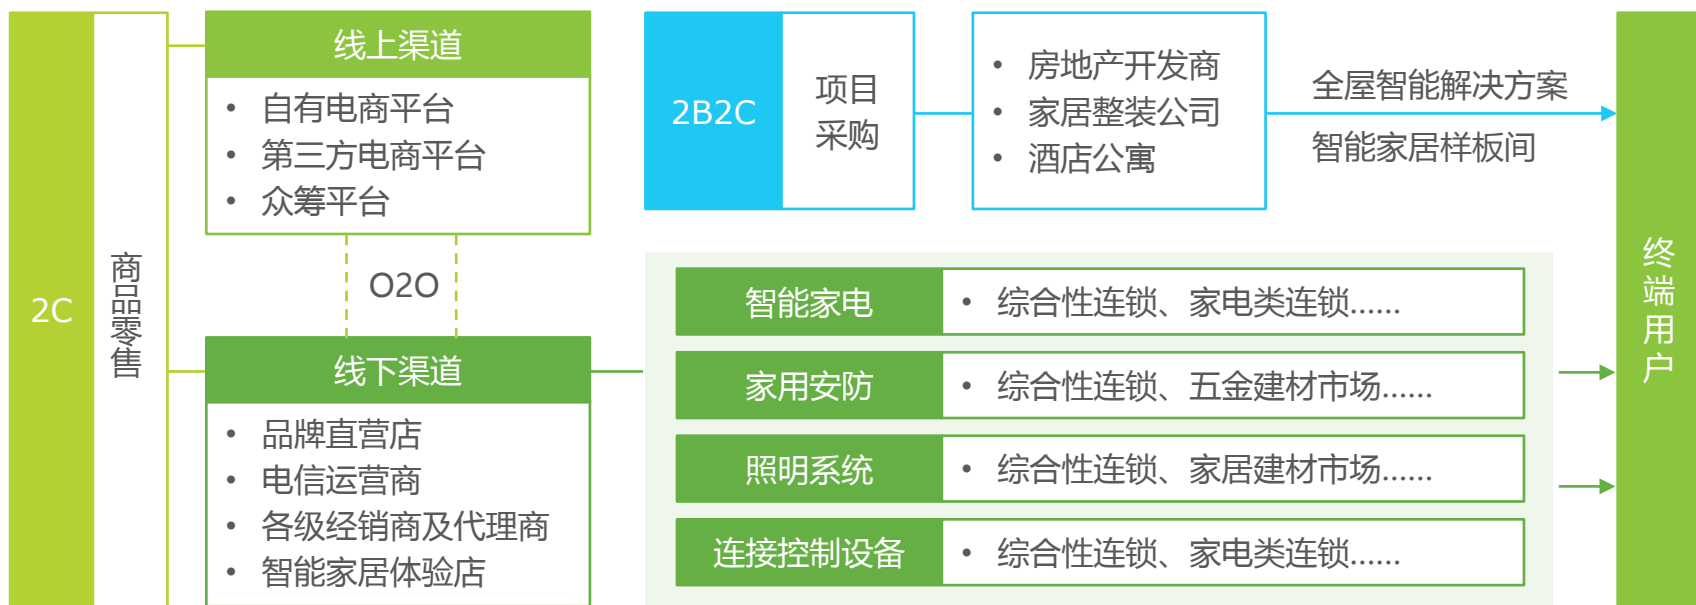 2C
商品零售
线上渠道
• 自有电商平台
• 第三方电商平台
• 众筹平台
O2O
线下渠道
• 品牌直营店
• 电信运营商
• 各级经销商及代理商
• 智能家居体验店
2B2C
项目
采购
• 房地产开发商
• 家居整装公司
• 酒店公寓
全屋智能解决方案
智能家居样板间
智能家电
• 综合性连锁、家电类连锁......
家用安防
• 综合性连锁、五金建材市场......
照明系统
• 综合性连锁、家居建材市场......
连接控制设备
• 综合性连锁、家电类连锁......
终端用户